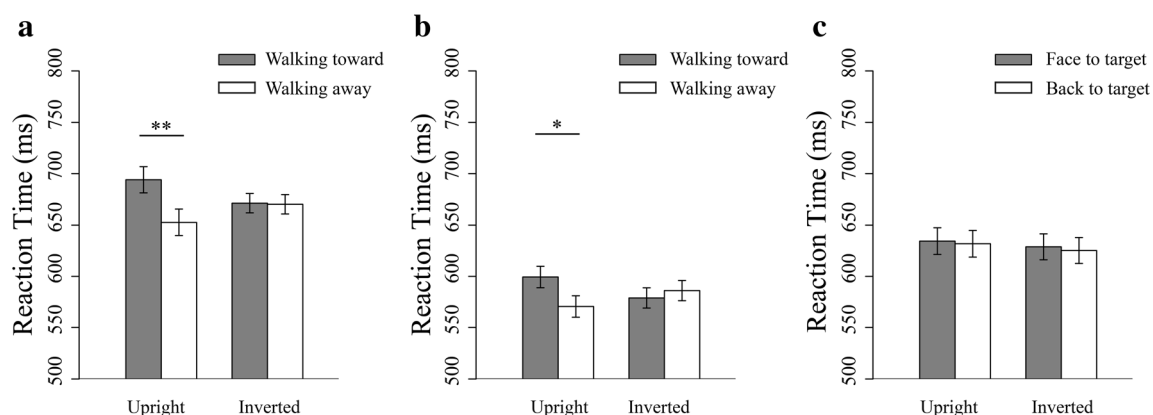 a
Reaction Time (ms)
500 550 600 650 700 750 800
Walking toward
Walking away
**
Upright Inverted
b
Reaction Time (ms)
500 550 600 650 700 750 800
Walking toward
Walking away
*
Upright Inverted
c
Reaction Time (ms)
500 550 600 650 700 750 800
Face to target
Back to target
Upright Inverted